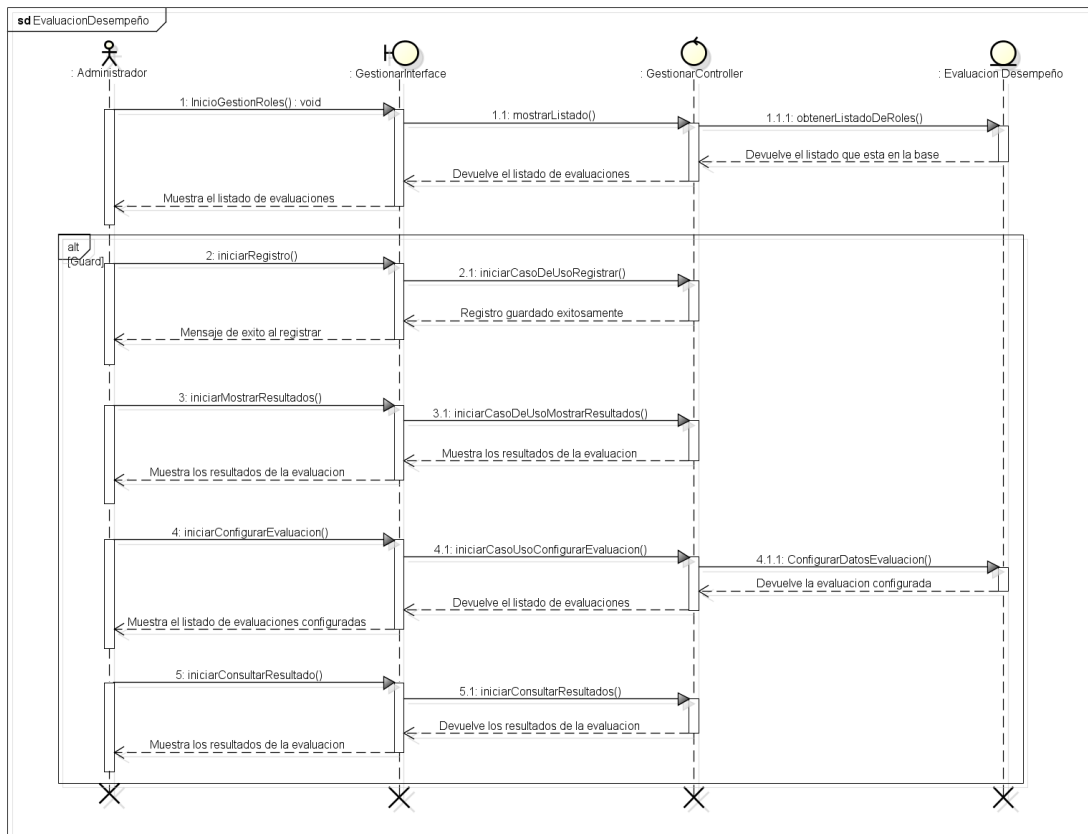 sd EvaluacionDesempeño
: Administrador
: GestionarInterface
: GestionarController
: Evaluacion Desempeño
1: InicioGestionRoles() : void
1.1: mostrarListado()
1.1.1: obtenerListadoDeRoles()
Devuelve el listado que esta en la base
Devuelve el listado de evaluaciones
Muestra el listado de evaluaciones
alt
[Guard]
2: iniciarRegistro()
2.1: iniciarCasoDeUsoRegistrar()
Registro guardado exitosamente
Mensaje de exito al registrar
3: iniciarMostrarResultados()
3.1: iniciarCasoDeUsoMostrarResultados()
Muestra los resultados de la evaluacion
Muestra los resultados de la evaluacion
4: iniciarConfigurarEvaluacion()
4.1: iniciarCasoUsoConfigurarEvaluacion()
4.1.1: ConfigurarDatosEvaluacion()
Devuelve la evaluacion configurada
Devuelve el listado de evaluaciones
Muestra el listado de evaluaciones configuradas
5: iniciarConsultarResultado()
5.1: iniciarConsultarResultados()
Devuelve los resultados de la evaluacion
Muestra los resultados de la evaluacion